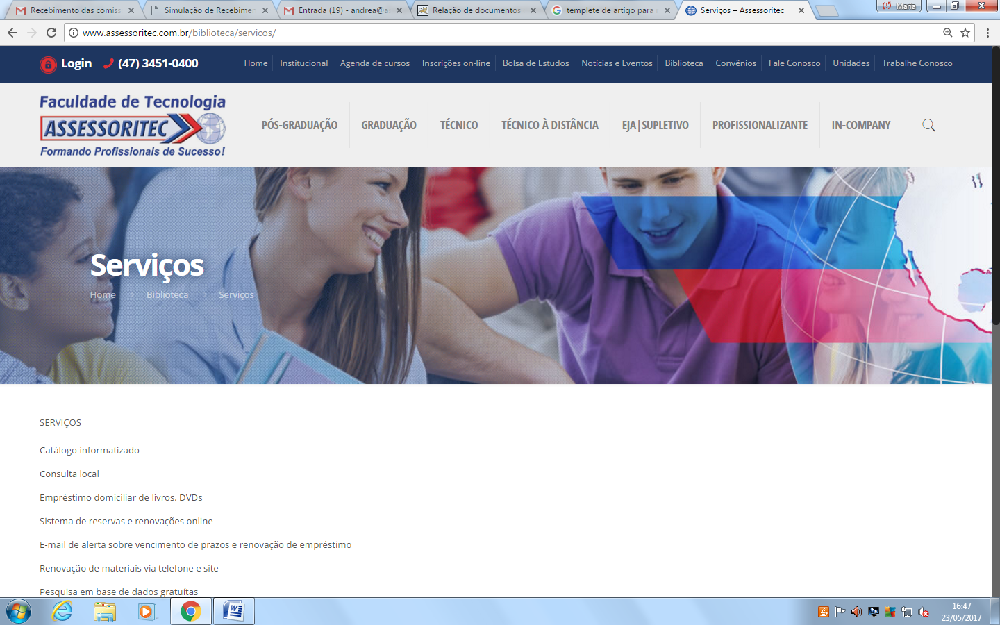 Recebimento das comiss
Simulação de Recebimen
Entrada (19) - andrea@a
Relação de documentos
templete de artigo para
Serviços – Assessoritec
Maria
www.assessoritec.com.br/biblioteca/servicos/
Login (47) 3451-0400
Home Institucional Agenda de cursos Inscrições on-line Bolsa de Estudos Notícias e Eventos Biblioteca Convênios Fale Conosco Unidades Trabalhe Conosco
Faculdade de Tecnologia
ASSESSORITEC
Formando Profissionais de Sucesso!
PÓS-GRADUAÇÃO GRADUAÇÃO TÉCNICO TÉCNICO À DISTÂNCIA EJA|SUPLETIVO PROFISSIONALIZANTE IN-COMPANY
Serviços
Home Biblioteca Serviços
SERVIÇOS
Catálogo informatizado
Consulta local
Empréstimo domiciliar de livros, DVDs
Sistema de reservas e renovações online
E-mail de alerta sobre vencimento de prazos e renovação de empréstimo
Renovação de materiais via telefone e site
Pesquisa em base de dados gratuítas
16:47
23/05/2017